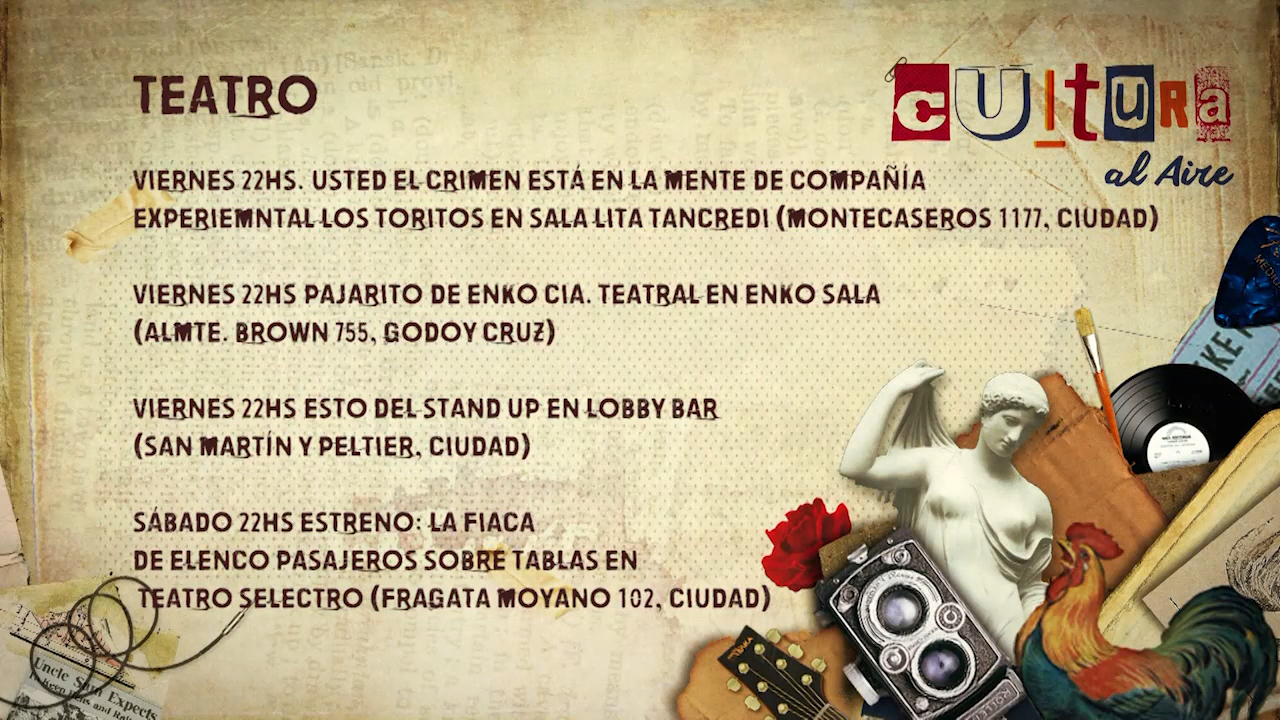 TEATRO
cUltura
al Aire
VIERNES 22HS. USTED EL CRIMEN ESTÁ EN LA MENTE DE COMPAÑÍA
EXPERIEMNTAL LOS TORITOS EN SALA LITA TANCREDI (MONTECASEROS 1177, CIUDAD)
VIERNES 22HS PAJARITO DE ENKO CIA. TEATRAL EN ENKO SALA
(ALMTE. BROWN 755, GODOY CRUZ)
VIERNES 22HS ESTO DEL STAND UP EN LOBBY BAR
(SAN MARTÍN Y PELTIER, CIUDAD)
SÁBADO 22HS ESTRENO: LA FIACA
DE ELENCO PASAJEROS SOBRE TABLAS EN
TEATRO SELECTRO (FRAGATA MOYANO 102, CIUDAD)
Uncle Sam Expects